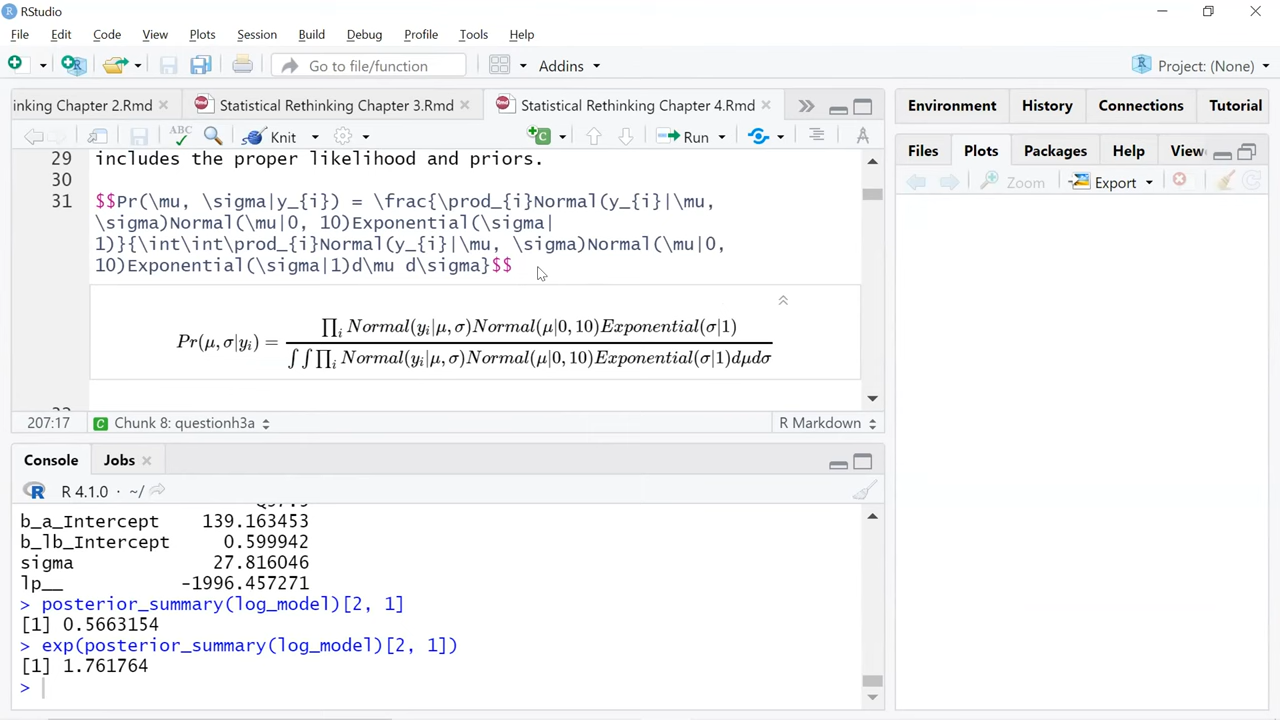 RStudio
File Edit Code View Plots Session Build Debug Profile Tools Help
Go to file/function Addins Project: (None)
inking Chapter 2.Rmd Statistical Rethinking Chapter 3.Rmd Statistical Rethinking Chapter 4.Rmd
Environment History Connections Tutorial
ABC Knit Run
Files Plots Packages Help View
Zoom Export
29 includes the proper likelihood and priors.
30
31 $$Pr(\mu, \sigma|y_{i}) = \frac{\prod_{i}Normal(y_{i}|\mu,
\sigma)Normal(\mu|0, 10)Exponential(\sigma|
1)}{\int\int\prod_{i}Normal(y_{i}|\mu, \sigma)Normal(\mu|0,
10)Exponential(\sigma|1)d\mu d\sigma}$$
∏i Normal(yi|μ, σ)Normal(μ|0, 10)Exponential(σ|1)
Pr(μ, σ|yi) =
∫ ∫ ∏i Normal(yi|μ, σ)Normal(μ|0, 10)Exponential(σ|1)dμdσ
207:17 Chunk 8: questionh3a R Markdown
Console Jobs
R 4.1.0 · ~/
b_a_Intercept 139.163453
b_lb_Intercept 0.599942
sigma 27.816046
lp__ -1996.457271
> posterior_summary(log_model)[2, 1]
[1] 0.5663154
> exp(posterior_summary(log_model)[2, 1])
[1] 1.761764
>